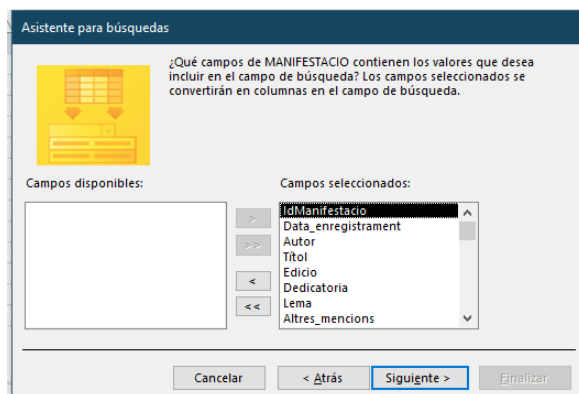 Asistente para búsquedas
¿Qué campos de MANIFESTACIO contienen los valores que desea
incluir en el campo de búsqueda? Los campos seleccionados se
convertirán en columnas en el campo de búsqueda.
Campos disponibles:
Campos seleccionados:
>
>>
<
<<
IdManifestacio
Data_enregistrament
Autor
Títol
Edicio
Dedicatoria
Lema
Altres_mencions
Cancelar
< Atrás
Siguiente >
Finalizar